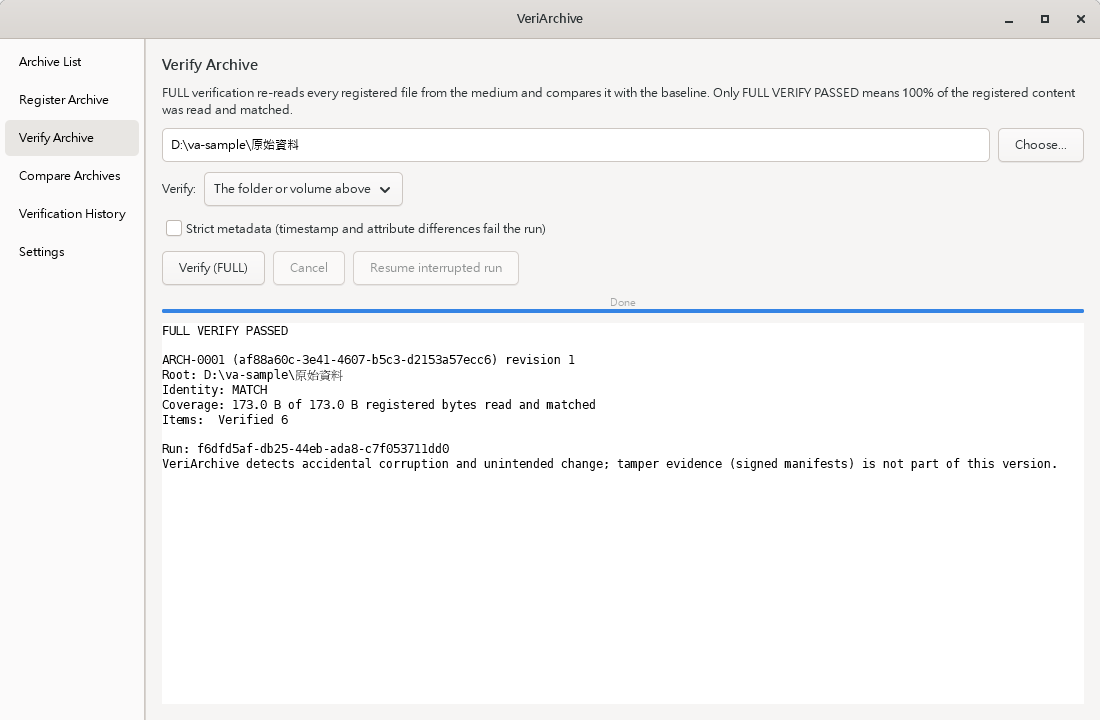 VeriArchive
Archive List
Register Archive
Verify Archive
Compare Archives
Verification History
Settings
Verify Archive
FULL verification re-reads every registered file from the medium and compares it with the baseline. Only FULL VERIFY PASSED means 100% of the registered content
was read and matched.
D:\va-sample\原始資料
Choose...
Verify:
The folder or volume above
Strict metadata (timestamp and attribute differences fail the run)
Verify (FULL)
Cancel
Resume interrupted run
Done
FULL VERIFY PASSED
ARCH-0001 (af88a60c-3e41-4607-b5c3-d2153a57ecc6) revision 1
Root: D:\va-sample\原始資料
Identity: MATCH
Coverage: 173.0 B of 173.0 B registered bytes read and matched
Items:  Verified 6
Run: f6dfd5af-db25-44eb-ada8-c7f053711dd0
VeriArchive detects accidental corruption and unintended change; tamper evidence (signed manifests) is not part of this version.